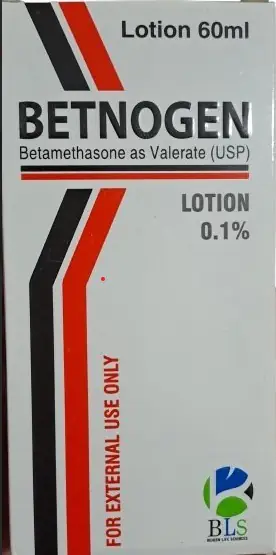 Lotion 60ml
BETNOGEN
Betamethasone as Valerate (USP)
LOTION
0.1%
FOR EXTERNAL USE ONLY
BLS